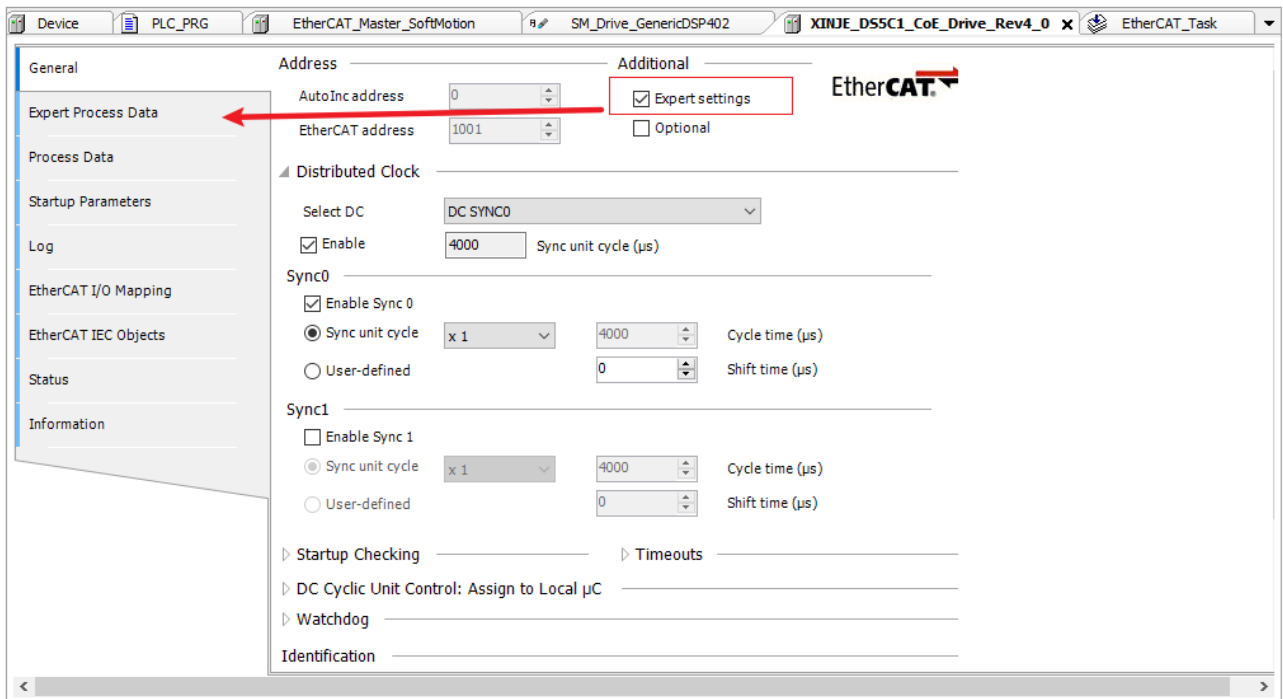 Device PLC_PRG EtherCAT_Master_SoftMotion SM_Drive_GenericDSP402 XINJE_DS5C1_CoE_Drive_Rev4_0 x EtherCAT_Task
General
Expert Process Data
Process Data
Startup Parameters
Log
EtherCAT I/O Mapping
EtherCAT IEC Objects
Status
Information
Address
AutoInc address 0
EtherCAT address 1001
Additional
Expert settings
Optional
EtherCAT.
Distributed Clock
Select DC DC SYNC0
Enable 4000 Sync unit cycle (µs)
Sync0
Enable Sync 0
Sync unit cycle x 1 4000 Cycle time (µs)
User-defined 0 Shift time (µs)
Sync1
Enable Sync 1
Sync unit cycle x 1 4000 Cycle time (µs)
User-defined 0 Shift time (µs)
Startup Checking Timeouts
DC Cyclic Unit Control: Assign to Local µC
Watchdog
Identification